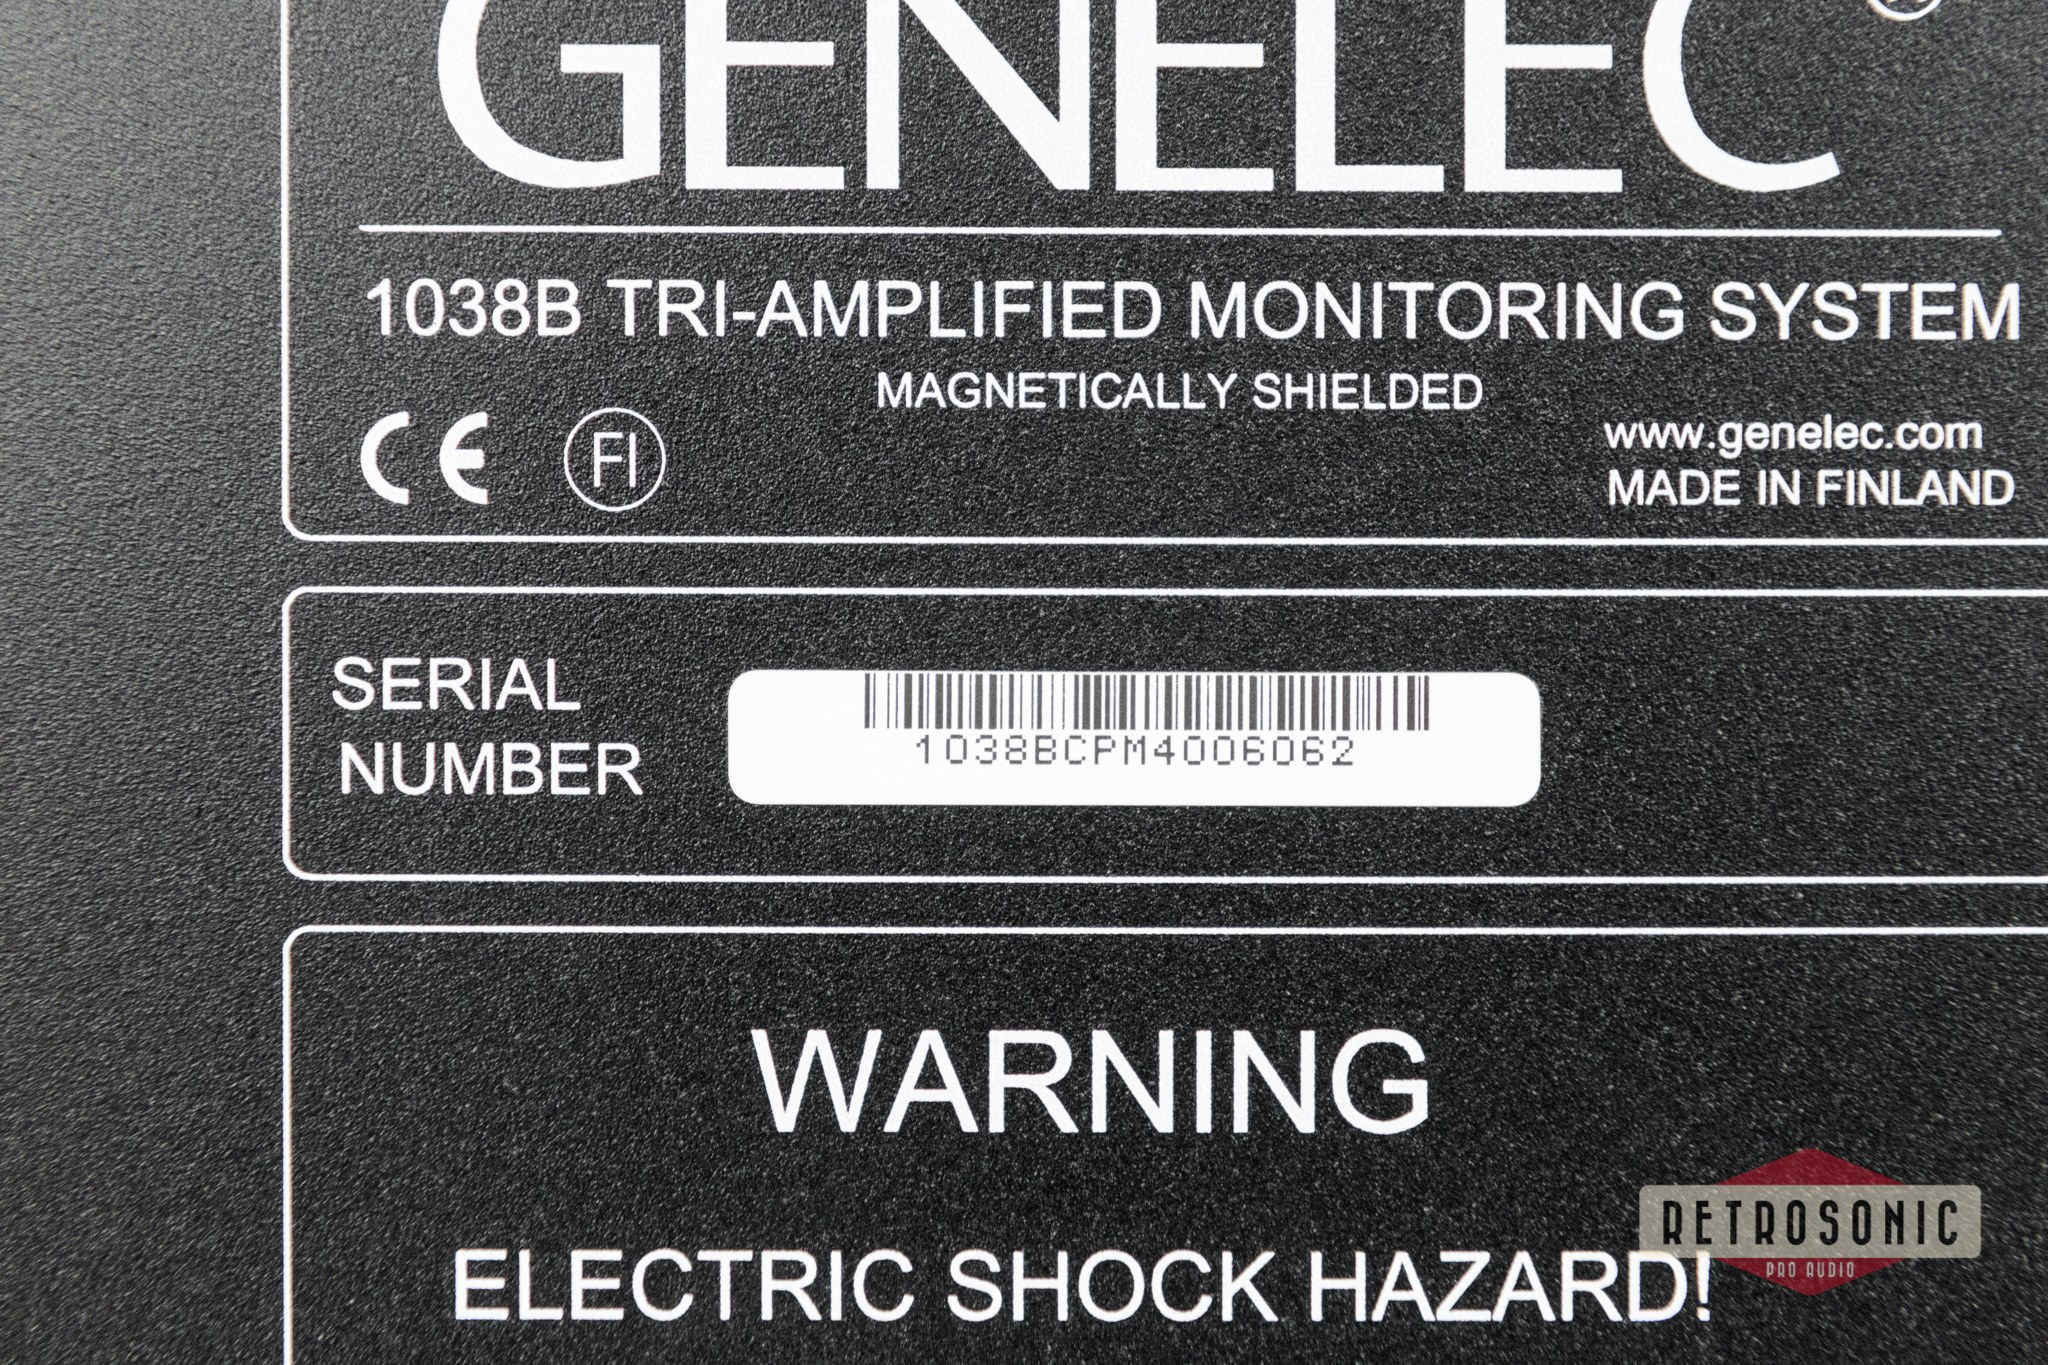 GENELEC®
1038B TRI-AMPLIFIED MONITORING SYSTEM
MAGNETICALLY SHIELDED
CE FI
www.genelec.com
MADE IN FINLAND
SERIAL
NUMBER
1038BCPM4006062
WARNING
ELECTRIC SHOCK HAZARD!
RETROSONIC
PRO AUDIO